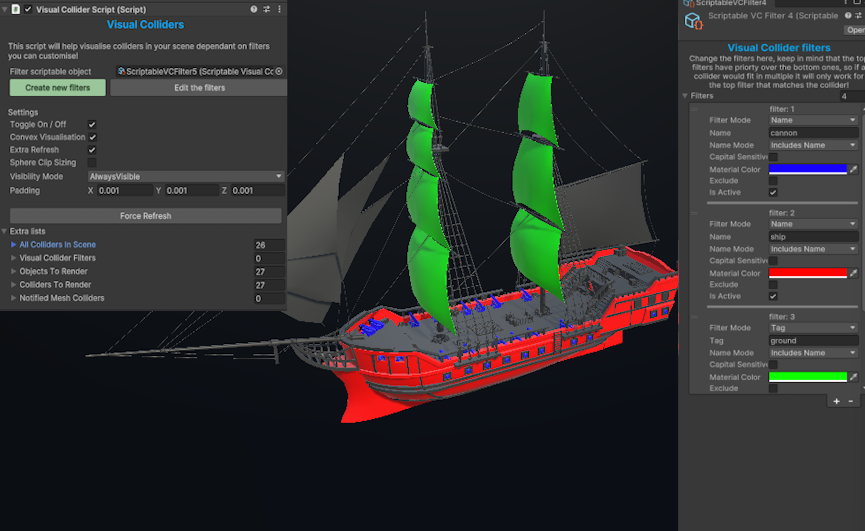 Visual Collider Script (Script)
Visual Colliders
This script will help visualise colliders in your scene dependant on filters
you can customise!
Filter scriptable object
ScriptableVCFilter5 (Scriptable Visual Co
Create new filters
Edit the filters
Settings
Toggle On / Off
Convex Visualisation
Extra Refresh
Sphere Clip Sizing
Visibility Mode AlwaysVisible
Padding X 0.001 Y 0.001 Z 0.001
Force Refresh
Extra lists
All Colliders In Scene 26
Visual Collider Filters 0
Objects To Render 27
Colliders To Render 27
Notified Mesh Colliders 0
ScriptableVCFilter4
Scriptable VC Filter 4 (Scriptable
Open
Visual Collider filters
Change the filters here, keep in mind that the top
filters have priorty over the bottom ones, so if a
collider would fit in multiple it will only work for
the top filter that matches the collider!
Filters 4
filter: 1
Filter Mode Name
Name cannon
Name Mode Includes Name
Capital Sensitive
Material Color
Exclude
Is Active
filter: 2
Filter Mode Name
Name ship
Name Mode Includes Name
Capital Sensitive
Material Color
Exclude
Is Active
filter: 3
Filter Mode Tag
Tag ground
Name Mode Includes Name
Capital Sensitive
Material Color
Exclude
+ -